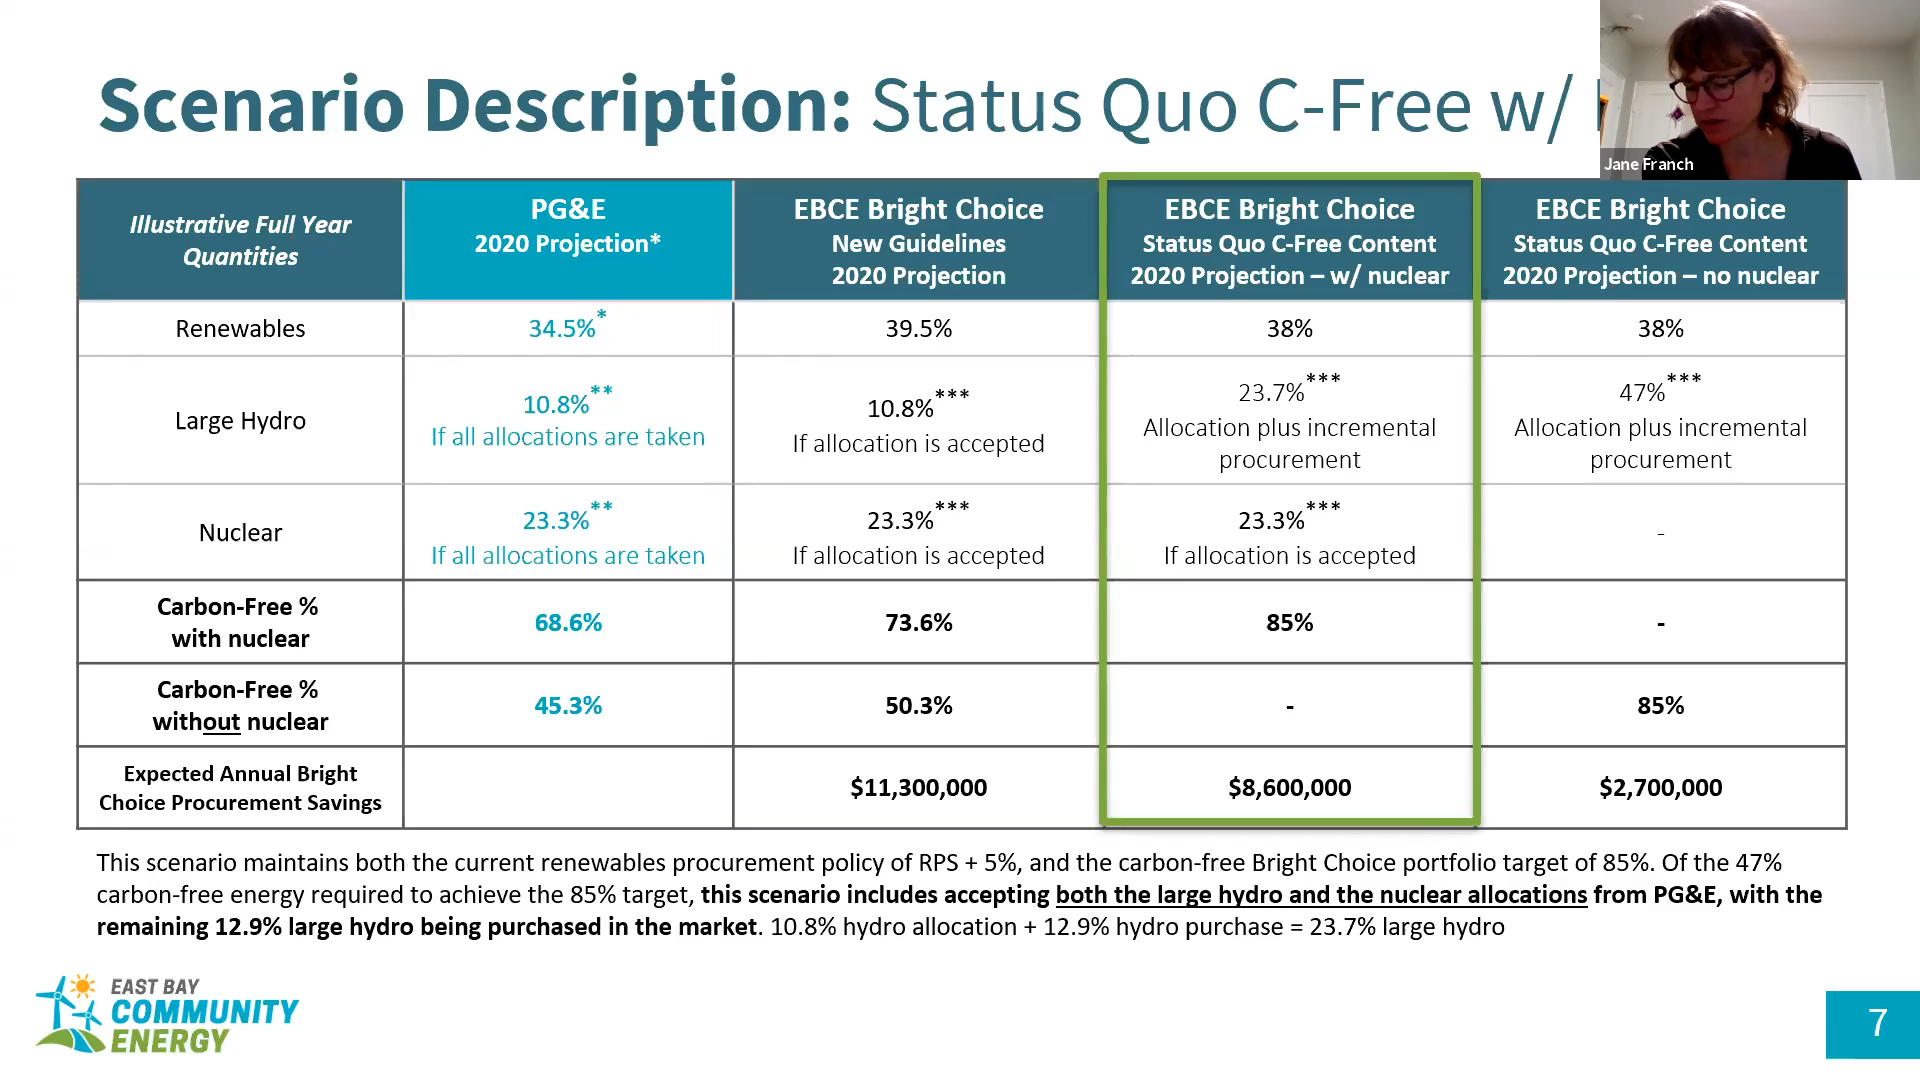 Scenario Description: Status Quo C-Free w/
Jane Franch
Illustrative Full Year
Quantities
PG&E
2020 Projection*
EBCE Bright Choice
New Guidelines
2020 Projection
EBCE Bright Choice
Status Quo C-Free Content
2020 Projection – w/ nuclear
EBCE Bright Choice
Status Quo C-Free Content
2020 Projection – no nuclear
Renewables
34.5%*
39.5%
38%
38%
Large Hydro
10.8%**
If all allocations are taken
10.8%***
If allocation is accepted
23.7%***
Allocation plus incremental
procurement
47%***
Allocation plus incremental
procurement
Nuclear
23.3%**
If all allocations are taken
23.3%***
If allocation is accepted
23.3%***
If allocation is accepted
-
Carbon-Free %
with nuclear
68.6%
73.6%
85%
-
Carbon-Free %
without nuclear
45.3%
50.3%
-
85%
Expected Annual Bright
Choice Procurement Savings
$11,300,000
$8,600,000
$2,700,000
This scenario maintains both the current renewables procurement policy of RPS + 5%, and the carbon-free Bright Choice portfolio target of 85%. Of the 47%
carbon-free energy required to achieve the 85% target, this scenario includes accepting both the large hydro and the nuclear allocations from PG&E, with the
remaining 12.9% large hydro being purchased in the market. 10.8% hydro allocation + 12.9% hydro purchase = 23.7% large hydro
EAST BAY
COMMUNITY
ENERGY
7